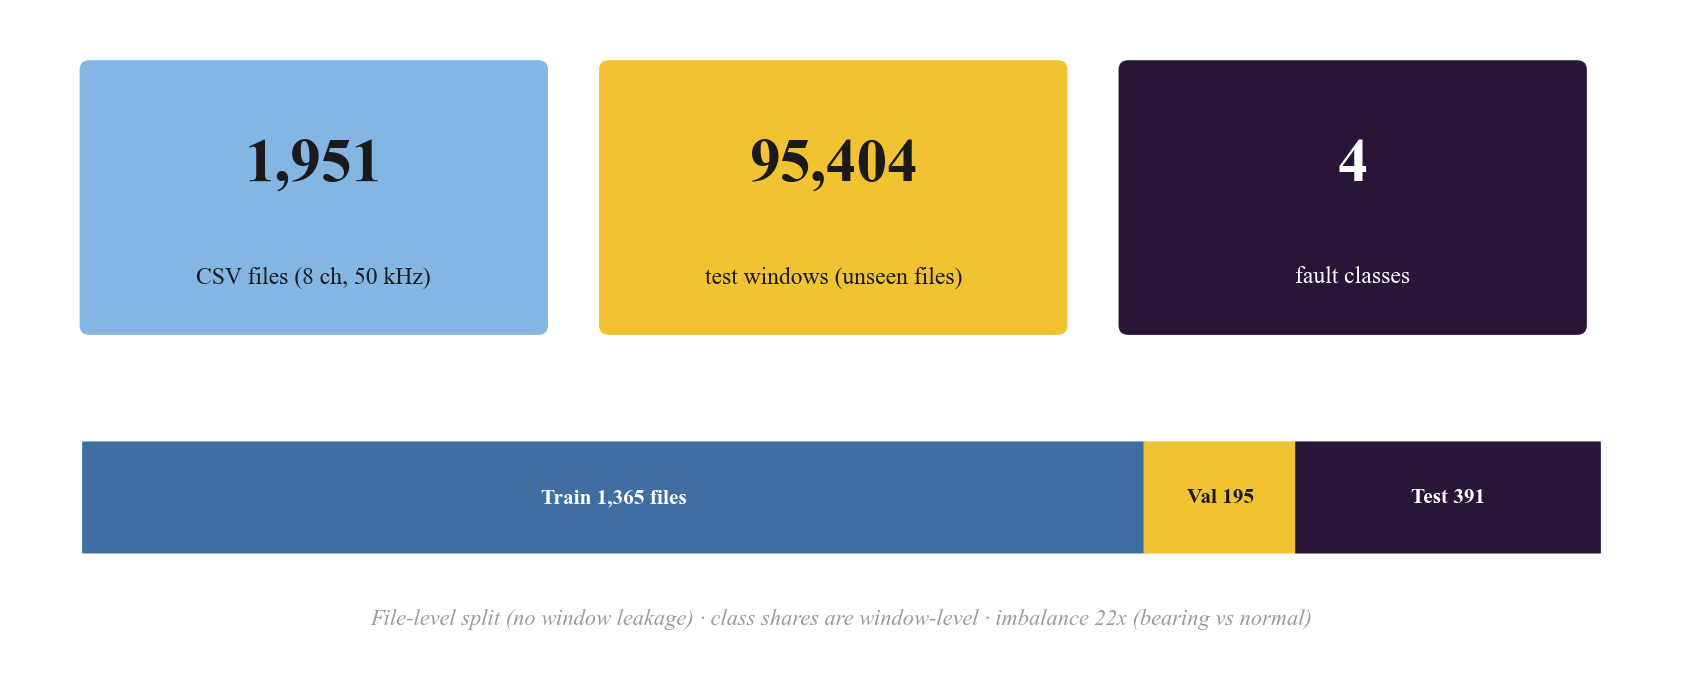 1,951
CSV files (8 ch, 50 kHz)
95,404
test windows (unseen files)
4
fault classes
Train 1,365 files
Val 195
Test 391
File-level split (no window leakage) · class shares are window-level · imbalance 22x (bearing vs normal)